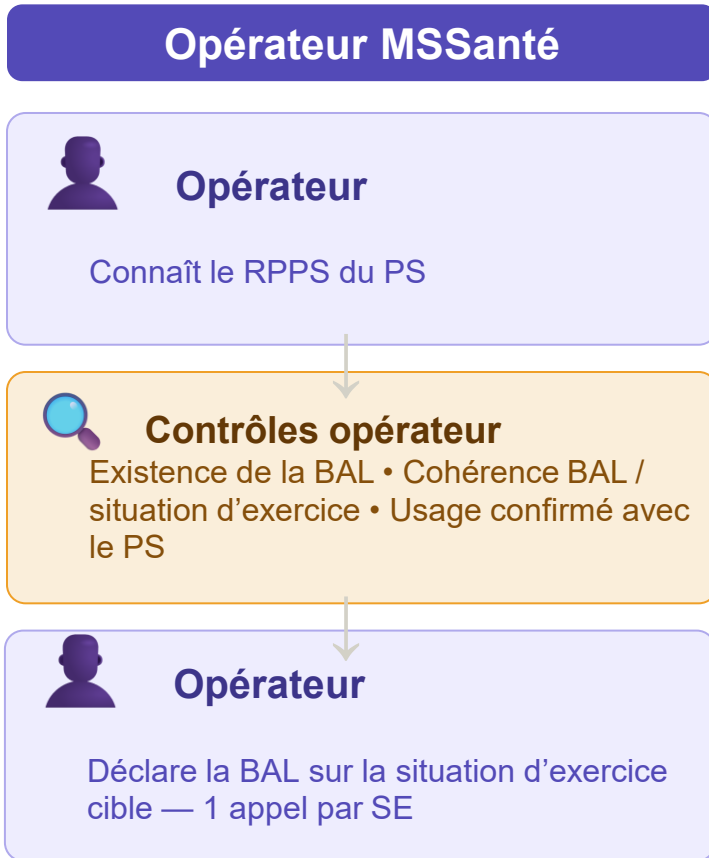 Opérateur MSSanté
Opérateur
Connaît le RPPS du PS
Contrôles opérateur
Existence de la BAL • Cohérence BAL /
situation d’exercice • Usage confirmé avec
le PS
Opérateur
Déclare la BAL sur la situation d’exercice
cible — 1 appel par SE